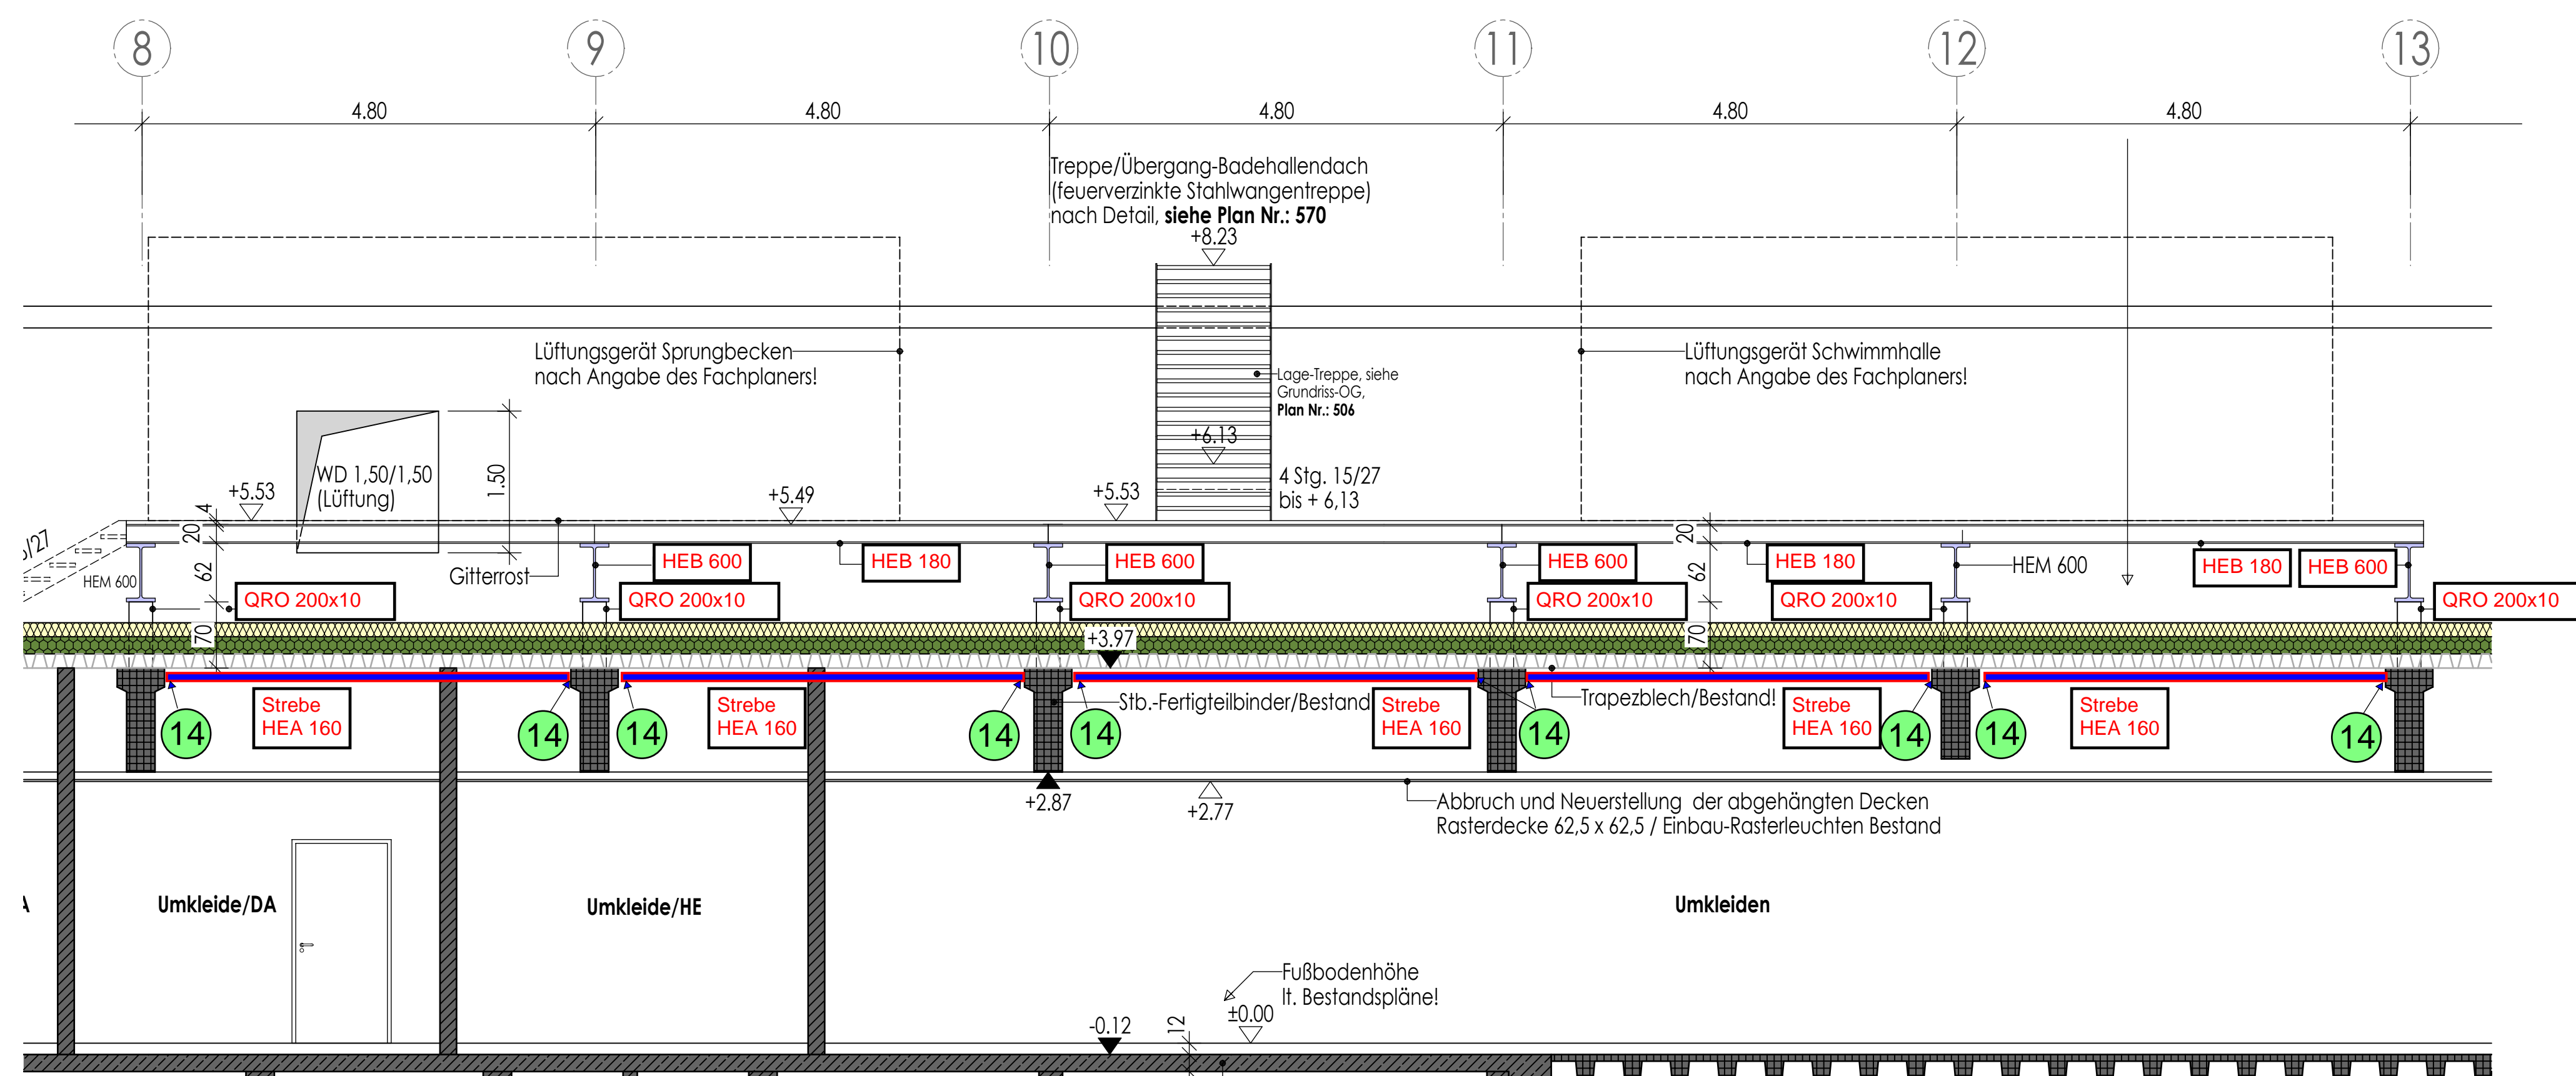 8
9
10
11
12
13
4.80
4.80
4.80
4.80
4.80
Treppe/Übergang-Badehallendach
(feuerverzinkte Stahlwangentreppe)
nach Detail, siehe Plan Nr.: 570
+8.23
Lüftungsgerät Sprungbecken
nach Angabe des Fachplaners!
Lüftungsgerät Schwimmhalle
nach Angabe des Fachplaners!
Lage-Treppe, siehe
Grundriss-OG,
Plan Nr.: 506
+6.13
4 Stg. 15/27
bis + 6,13
WD 1,50/1,50
(Lüftung)
1.50
+5.53
+5.49
+5.53
4
20
20
/27
HEM 600
62
Gitterrost
HEB 600
HEB 180
HEB 600
HEB 600
62
HEB 180
HEM 600
HEB 180
HEB 600
QRO 200x10
QRO 200x10
QRO 200x10
QRO 200x10
QRO 200x10
QRO 200x10
70
+3.97
70
14
Strebe
HEA 160
14
14
Strebe
HEA 160
14
14
Stb.-Fertigteilbinder/Bestand
Strebe
HEA 160
14
Trapezblech/Bestand!
Strebe
HEA 160
14
14
Strebe
HEA 160
14
+2.87
+2.77
Abbruch und Neuerstellung der abgehängten Decken
Rasterdecke 62,5 x 62,5 / Einbau-Rasterleuchten Bestand
A
Umkleide/DA
Umkleide/HE
Umkleiden
Fußbodenhöhe
lt. Bestandspläne!
-0.12
12
±0.00